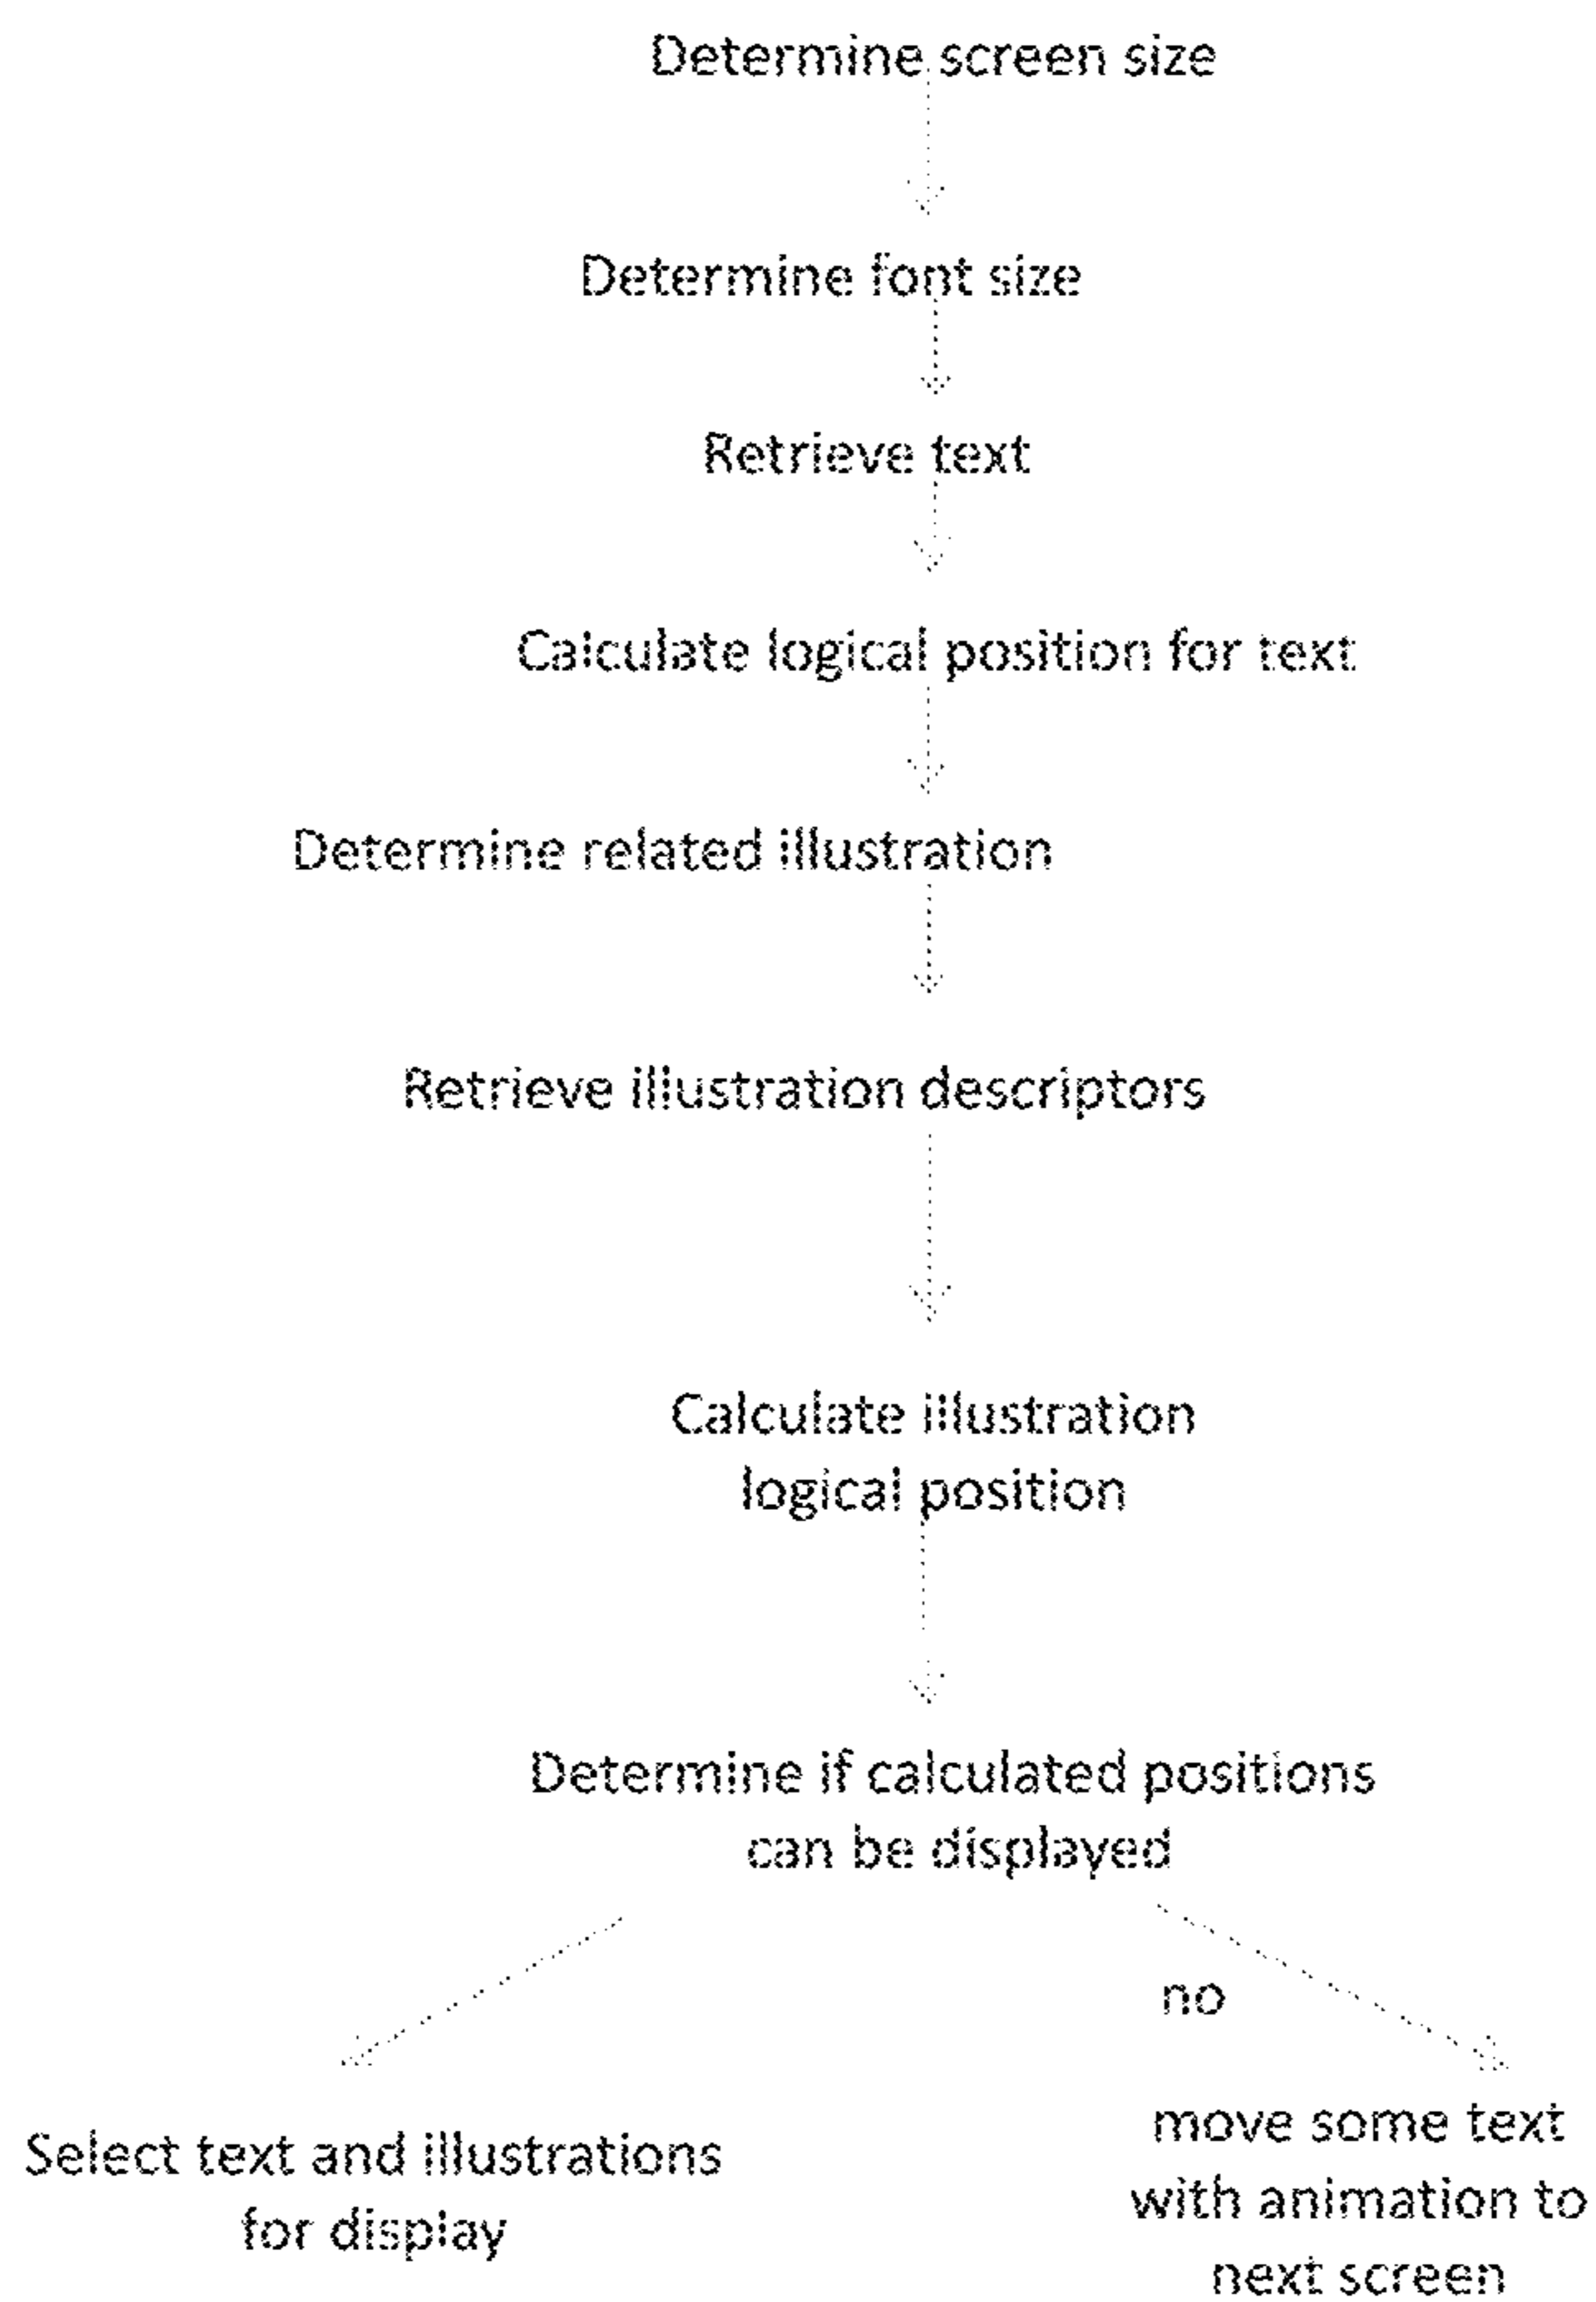 Determine screen size
Determine font size
Retrieve text
Calculate logical position for text
Determine related illustration
Retrieve illustration descriptors
Calculate illustration
logical position
Determine if calculated positions
can be displayed
no
Select text and illustrations
for display
move some text
with animation to
next screen